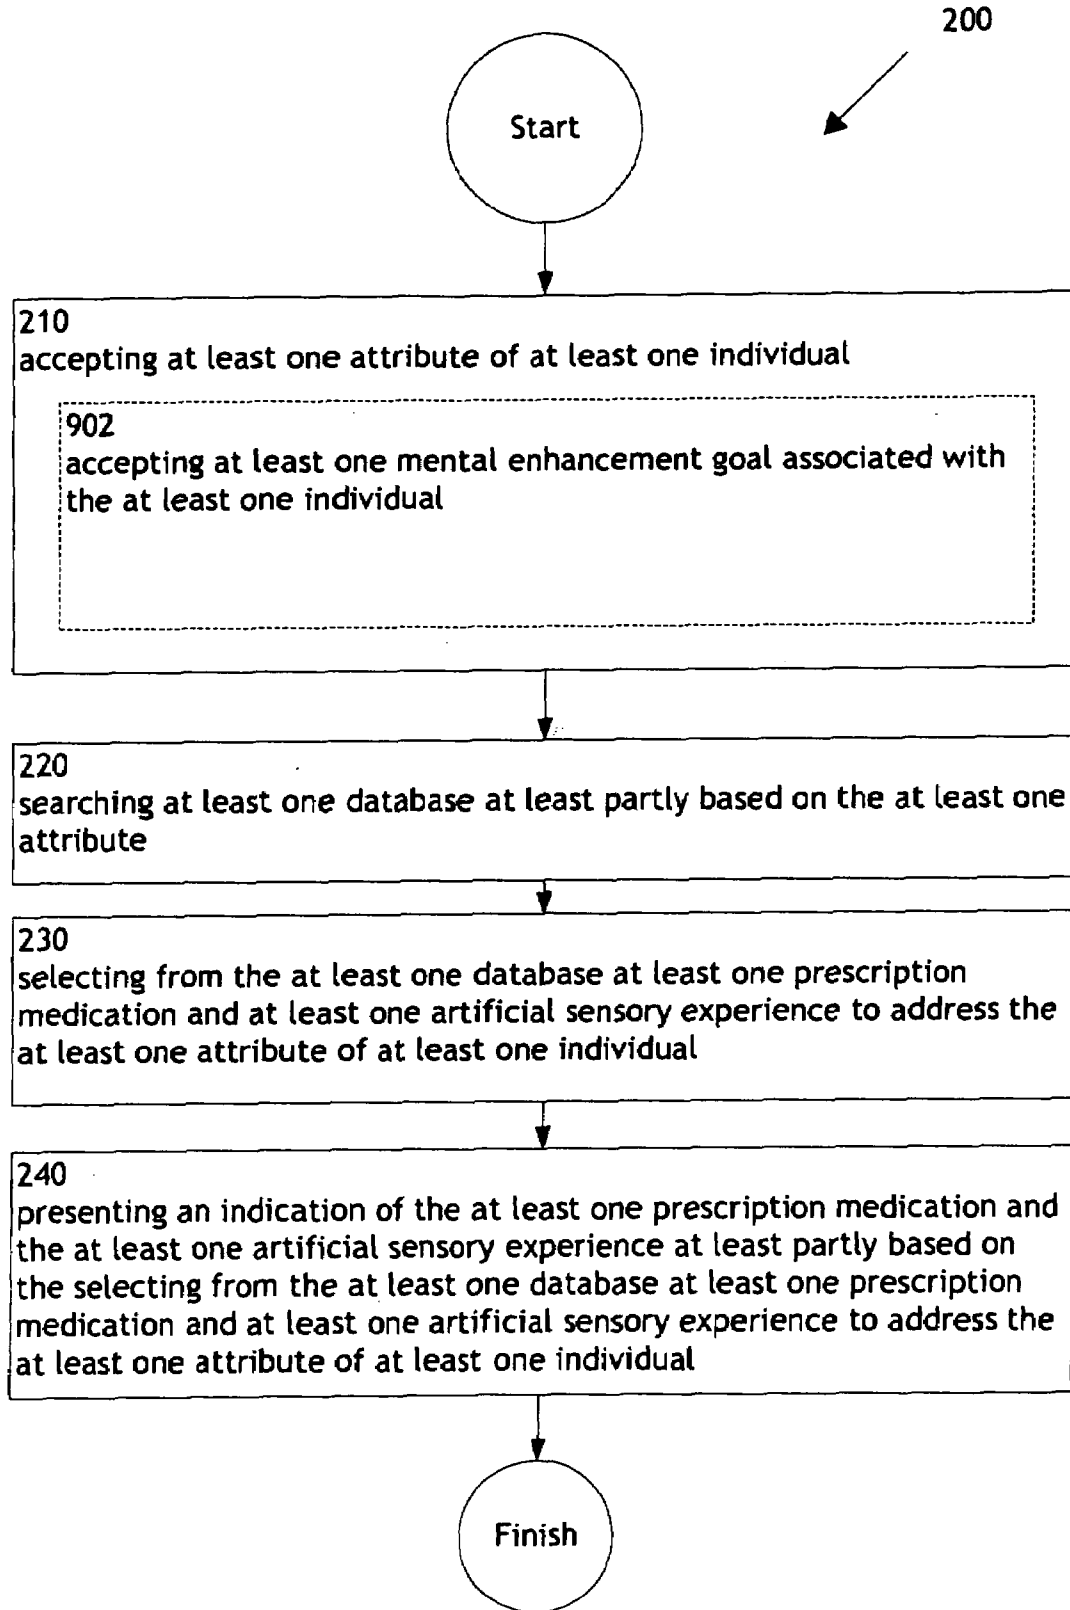 200
Start
210
accepting at least one attribute of at least one individual
902
accepting at least one mental enhancement goal associated with
the at least one individual
220
searching at least one database at least partly based on the at least one
attribute
230
selecting from the at least one database at least one prescription
medication and at least one artificial sensory experience to address the
at least one attribute of at least one individual
240
presenting an indication of the at least one prescription medication and
the at least one artificial sensory experience at least partly based on
the selecting from the at least one database at least one prescription
medication and at least one artificial sensory experience to address the
at least one attribute of at least one individual
Finish